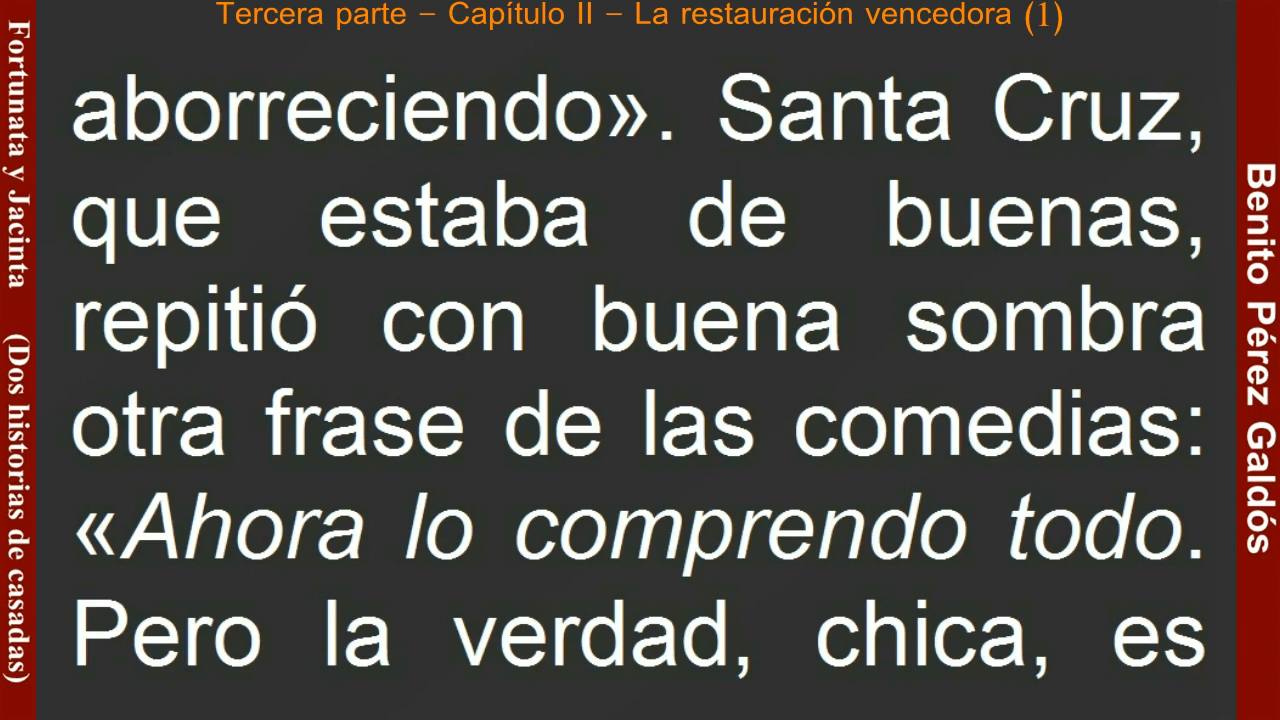 Tercera parte – Capítulo II – La restauración vencedora (1)
Fortunata y Jacinta (Dos historias de casadas)
aborreciendo». Santa Cruz,
que estaba de buenas,
repitió con buena sombra
otra frase de las comedias:
«Ahora lo comprendo todo.
Pero la verdad, chica, es
Benito Pérez Galdós